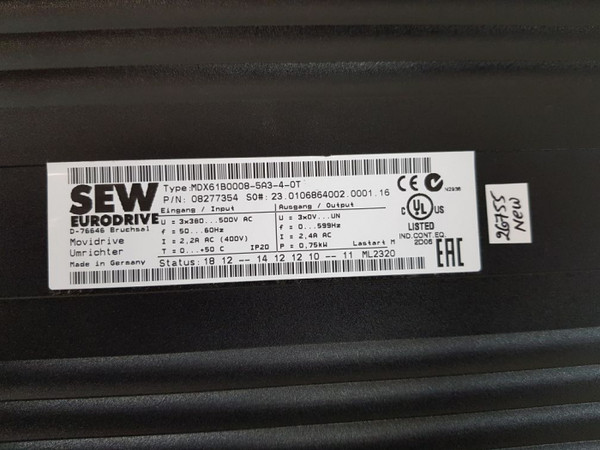 SEW
EURODRIVE
D-76646 Bruchsal
Movidrive
Umrichter
Made in Germany
Type:MDX61B0008-5A3-4-0T
P/N: 08277354 SO#: 23.0106864002.0001.16
Eingang / Input
U = 3x380...500V AC
f = 50...60Hz
I = 2,2A AC (400V)
T = 0...+50 C IP20
Ausgang / Output
U = 3x0V...UN
f = 0...599Hz
I = 2,4A AC
P = 0,75kW Lastart M
Status: 18 12 -- 14 12 12 10 -- 11 ML2320
CE
N2936
C UL US
LISTED
IND.CONT.EQ.
2D06
EAC
26755
New